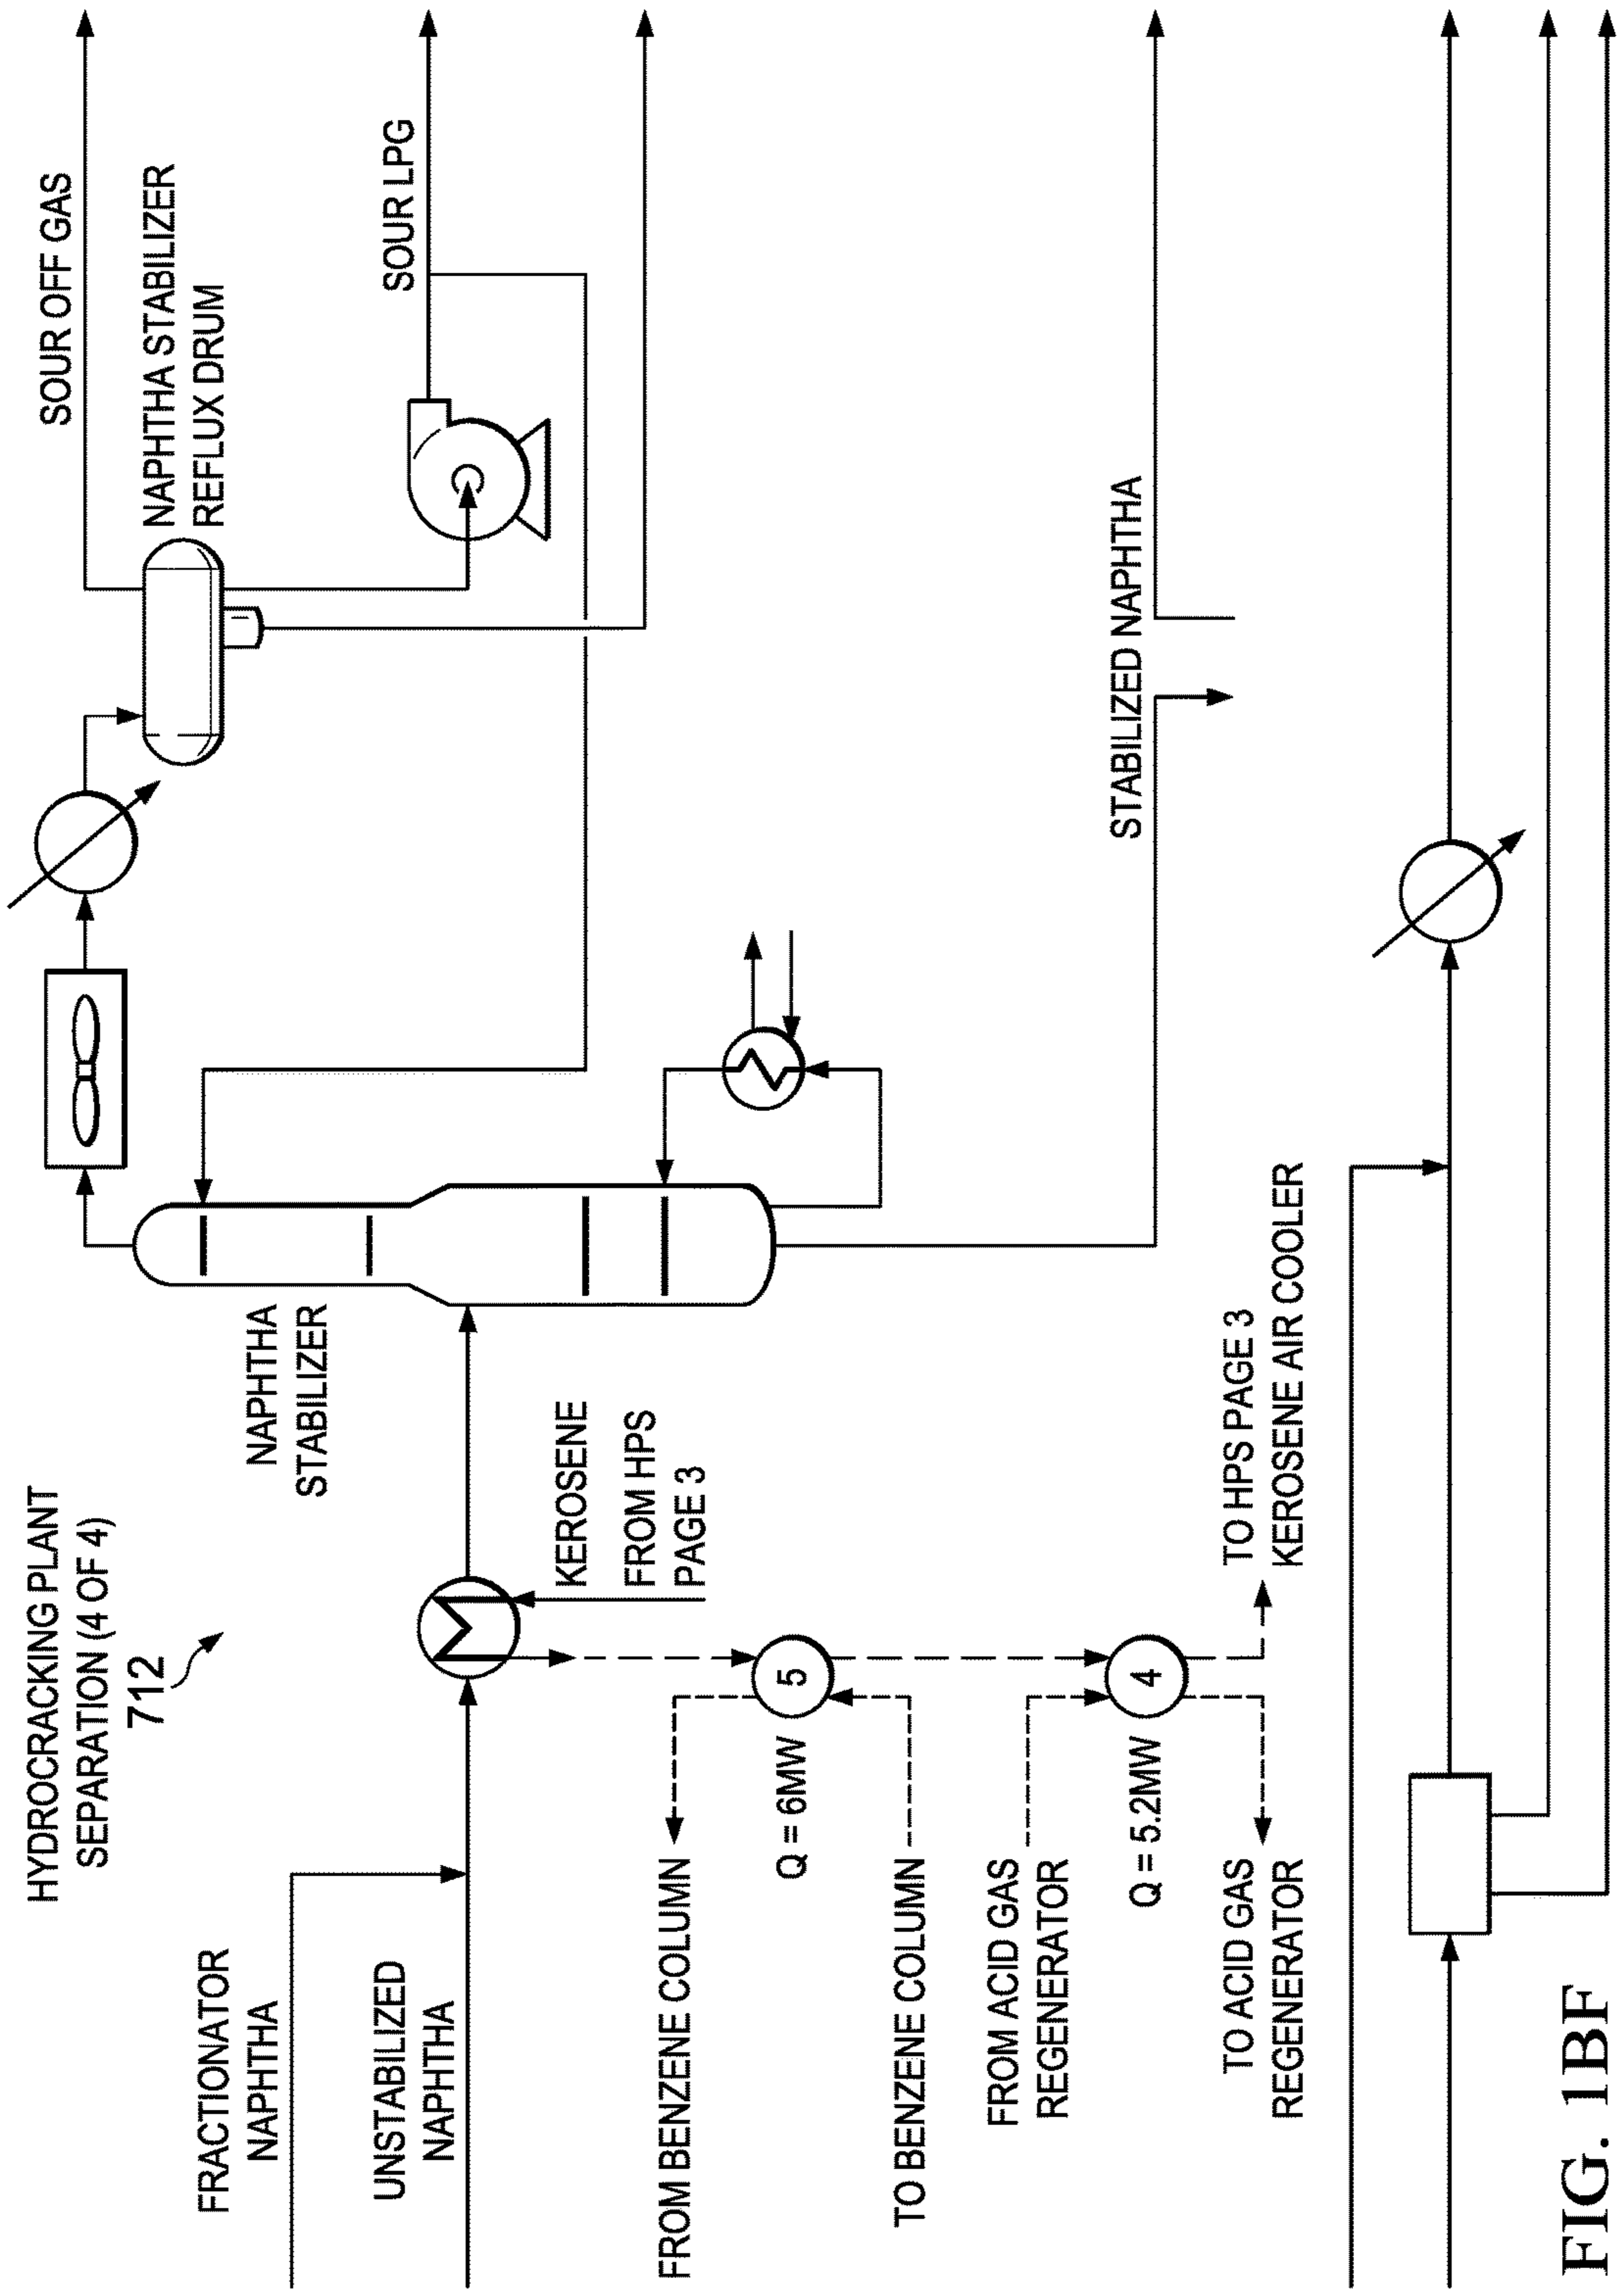 HYDROCRACKING PLANT
SEPARATION (4 OF 4)
712
FRACTIONATOR
NAPHTHA
UNSTABILIZED
NAPHTHA
NAPHTHA
STABILIZER
SOUR OFF GAS
NAPHTHA STABILIZER
REFLUX DRUM
SOUR LPG
KEROSENE
FROM HPS
PAGE 3
FROM BENZENE COLUMN
Q = 6MW
5
TO BENZENE COLUMN
FROM ACID GAS
REGENERATOR
Q = 5.2MW
4
TO ACID GAS
REGENERATOR
TO HPS PAGE 3
KEROSENE AIR COOLER
STABILIZED NAPHTHA
FIG. 1BF